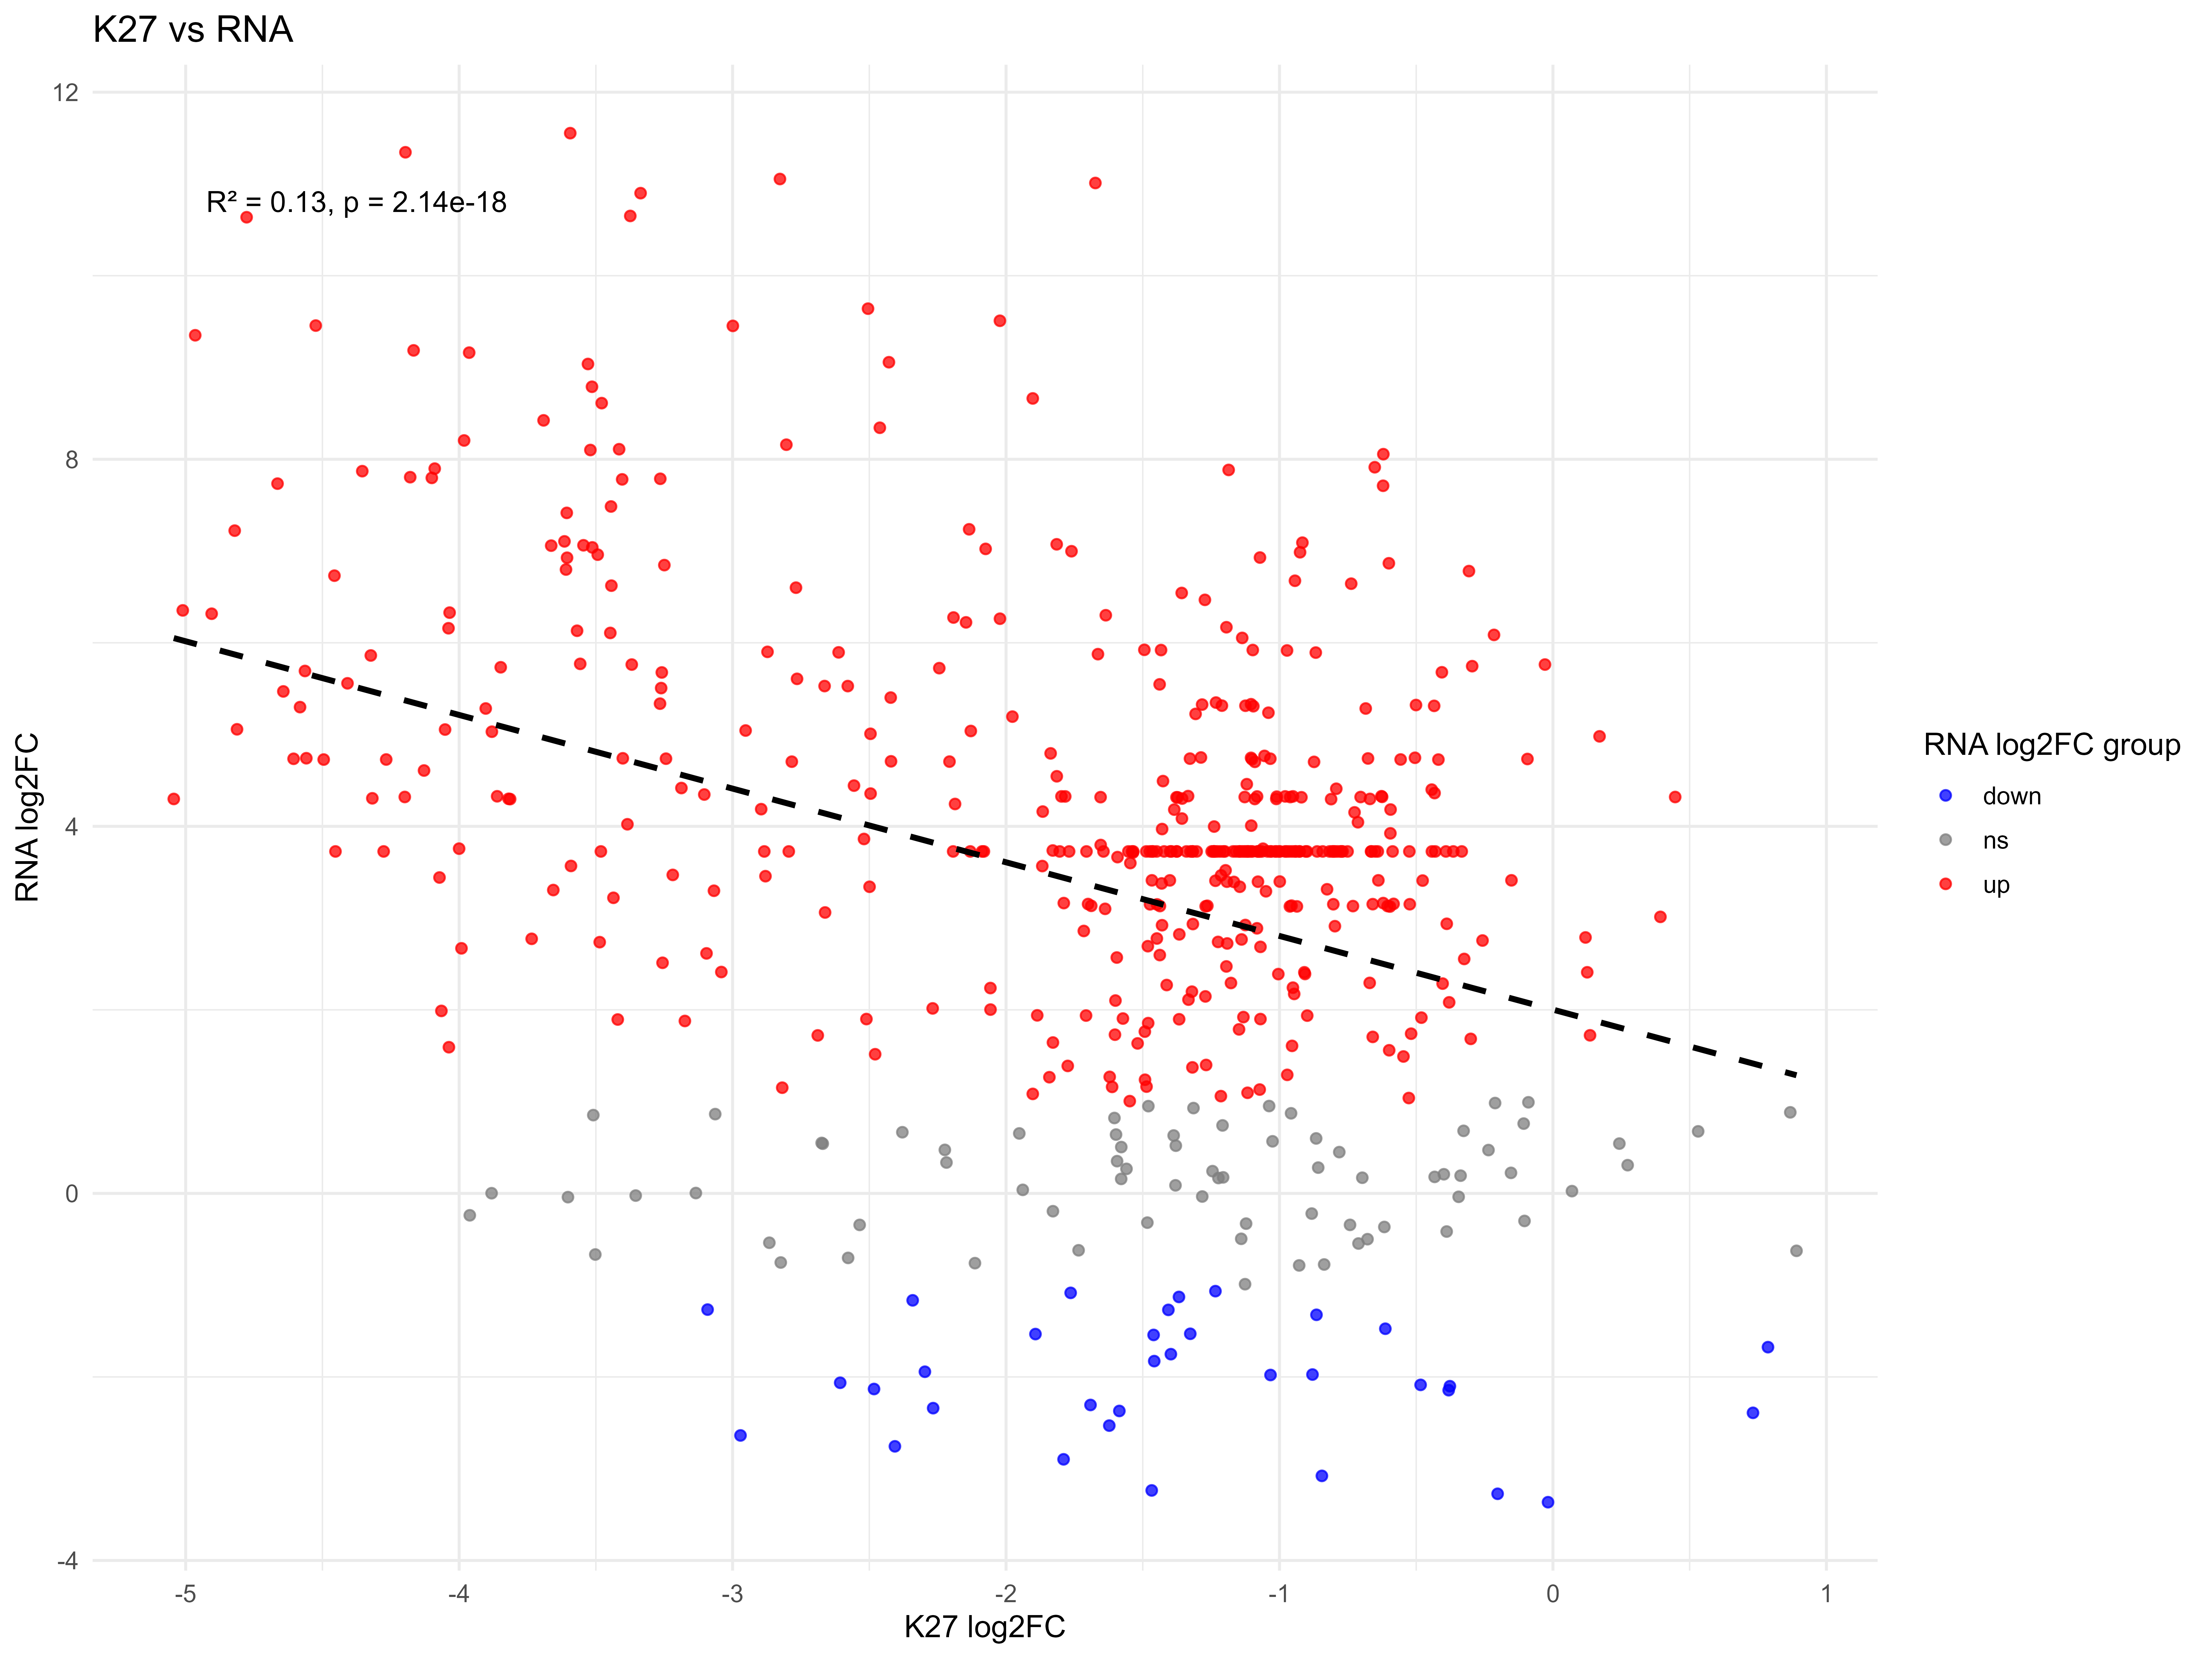 K27 vs RNA
12
R² = 0.13, p = 2.14e-18
8
4
0
-4
RNA log2FC
-5
-4
-3
-2
-1
0
1
K27 log2FC
RNA log2FC group
down
ns
up